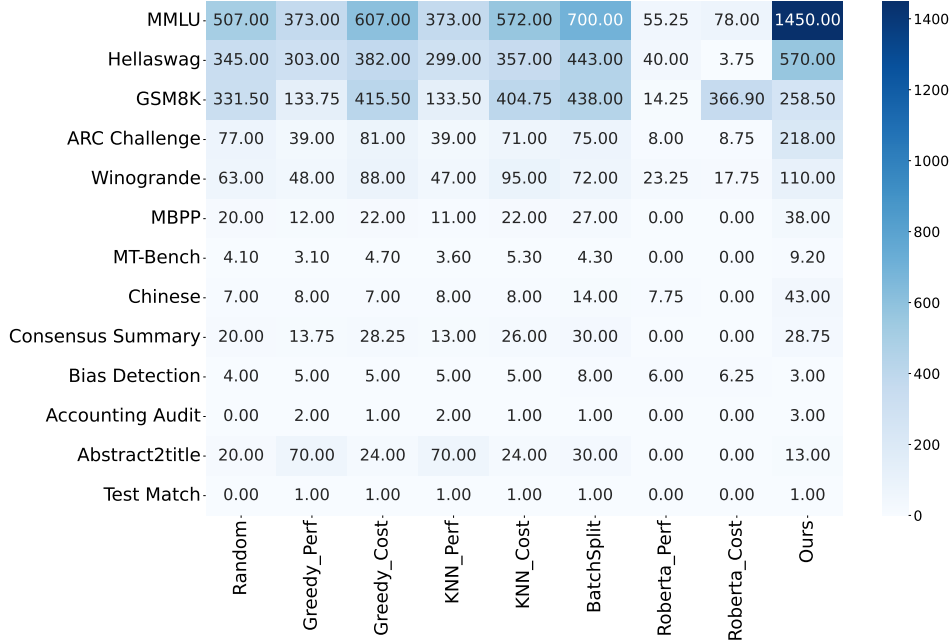 MMLU 507.00 373.00 607.00 373.00 572.00 700.00 55.25 78.00 1450.00
Hellaswag 345.00 303.00 382.00 299.00 357.00 443.00 40.00 3.75 570.00
GSM8K 331.50 133.75 415.50 133.50 404.75 438.00 14.25 366.90 258.50
ARC Challenge 77.00 39.00 81.00 39.00 71.00 75.00 8.00 8.75 218.00
Winogrande 63.00 48.00 88.00 47.00 95.00 72.00 23.25 17.75 110.00
MBPP 20.00 12.00 22.00 11.00 22.00 27.00 0.00 0.00 38.00
MT-Bench 4.10 3.10 4.70 3.60 5.30 4.30 0.00 0.00 9.20
Chinese 7.00 8.00 7.00 8.00 8.00 14.00 7.75 0.00 43.00
Consensus Summary 20.00 13.75 28.25 13.00 26.00 30.00 0.00 0.00 28.75
Bias Detection 4.00 5.00 5.00 5.00 5.00 8.00 6.00 6.25 3.00
Accounting Audit 0.00 2.00 1.00 2.00 1.00 1.00 0.00 0.00 3.00
Abstract2title 20.00 70.00 24.00 70.00 24.00 30.00 0.00 0.00 13.00
Test Match 0.00 1.00 1.00 1.00 1.00 1.00 0.00 0.00 1.00
Random
Greedy_Perf
Greedy_Cost
KNN_Perf
KNN_Cost
BatchSplit
Roberta_Perf
Roberta_Cost
Ours
1400
1200
1000
800
600
400
200
0